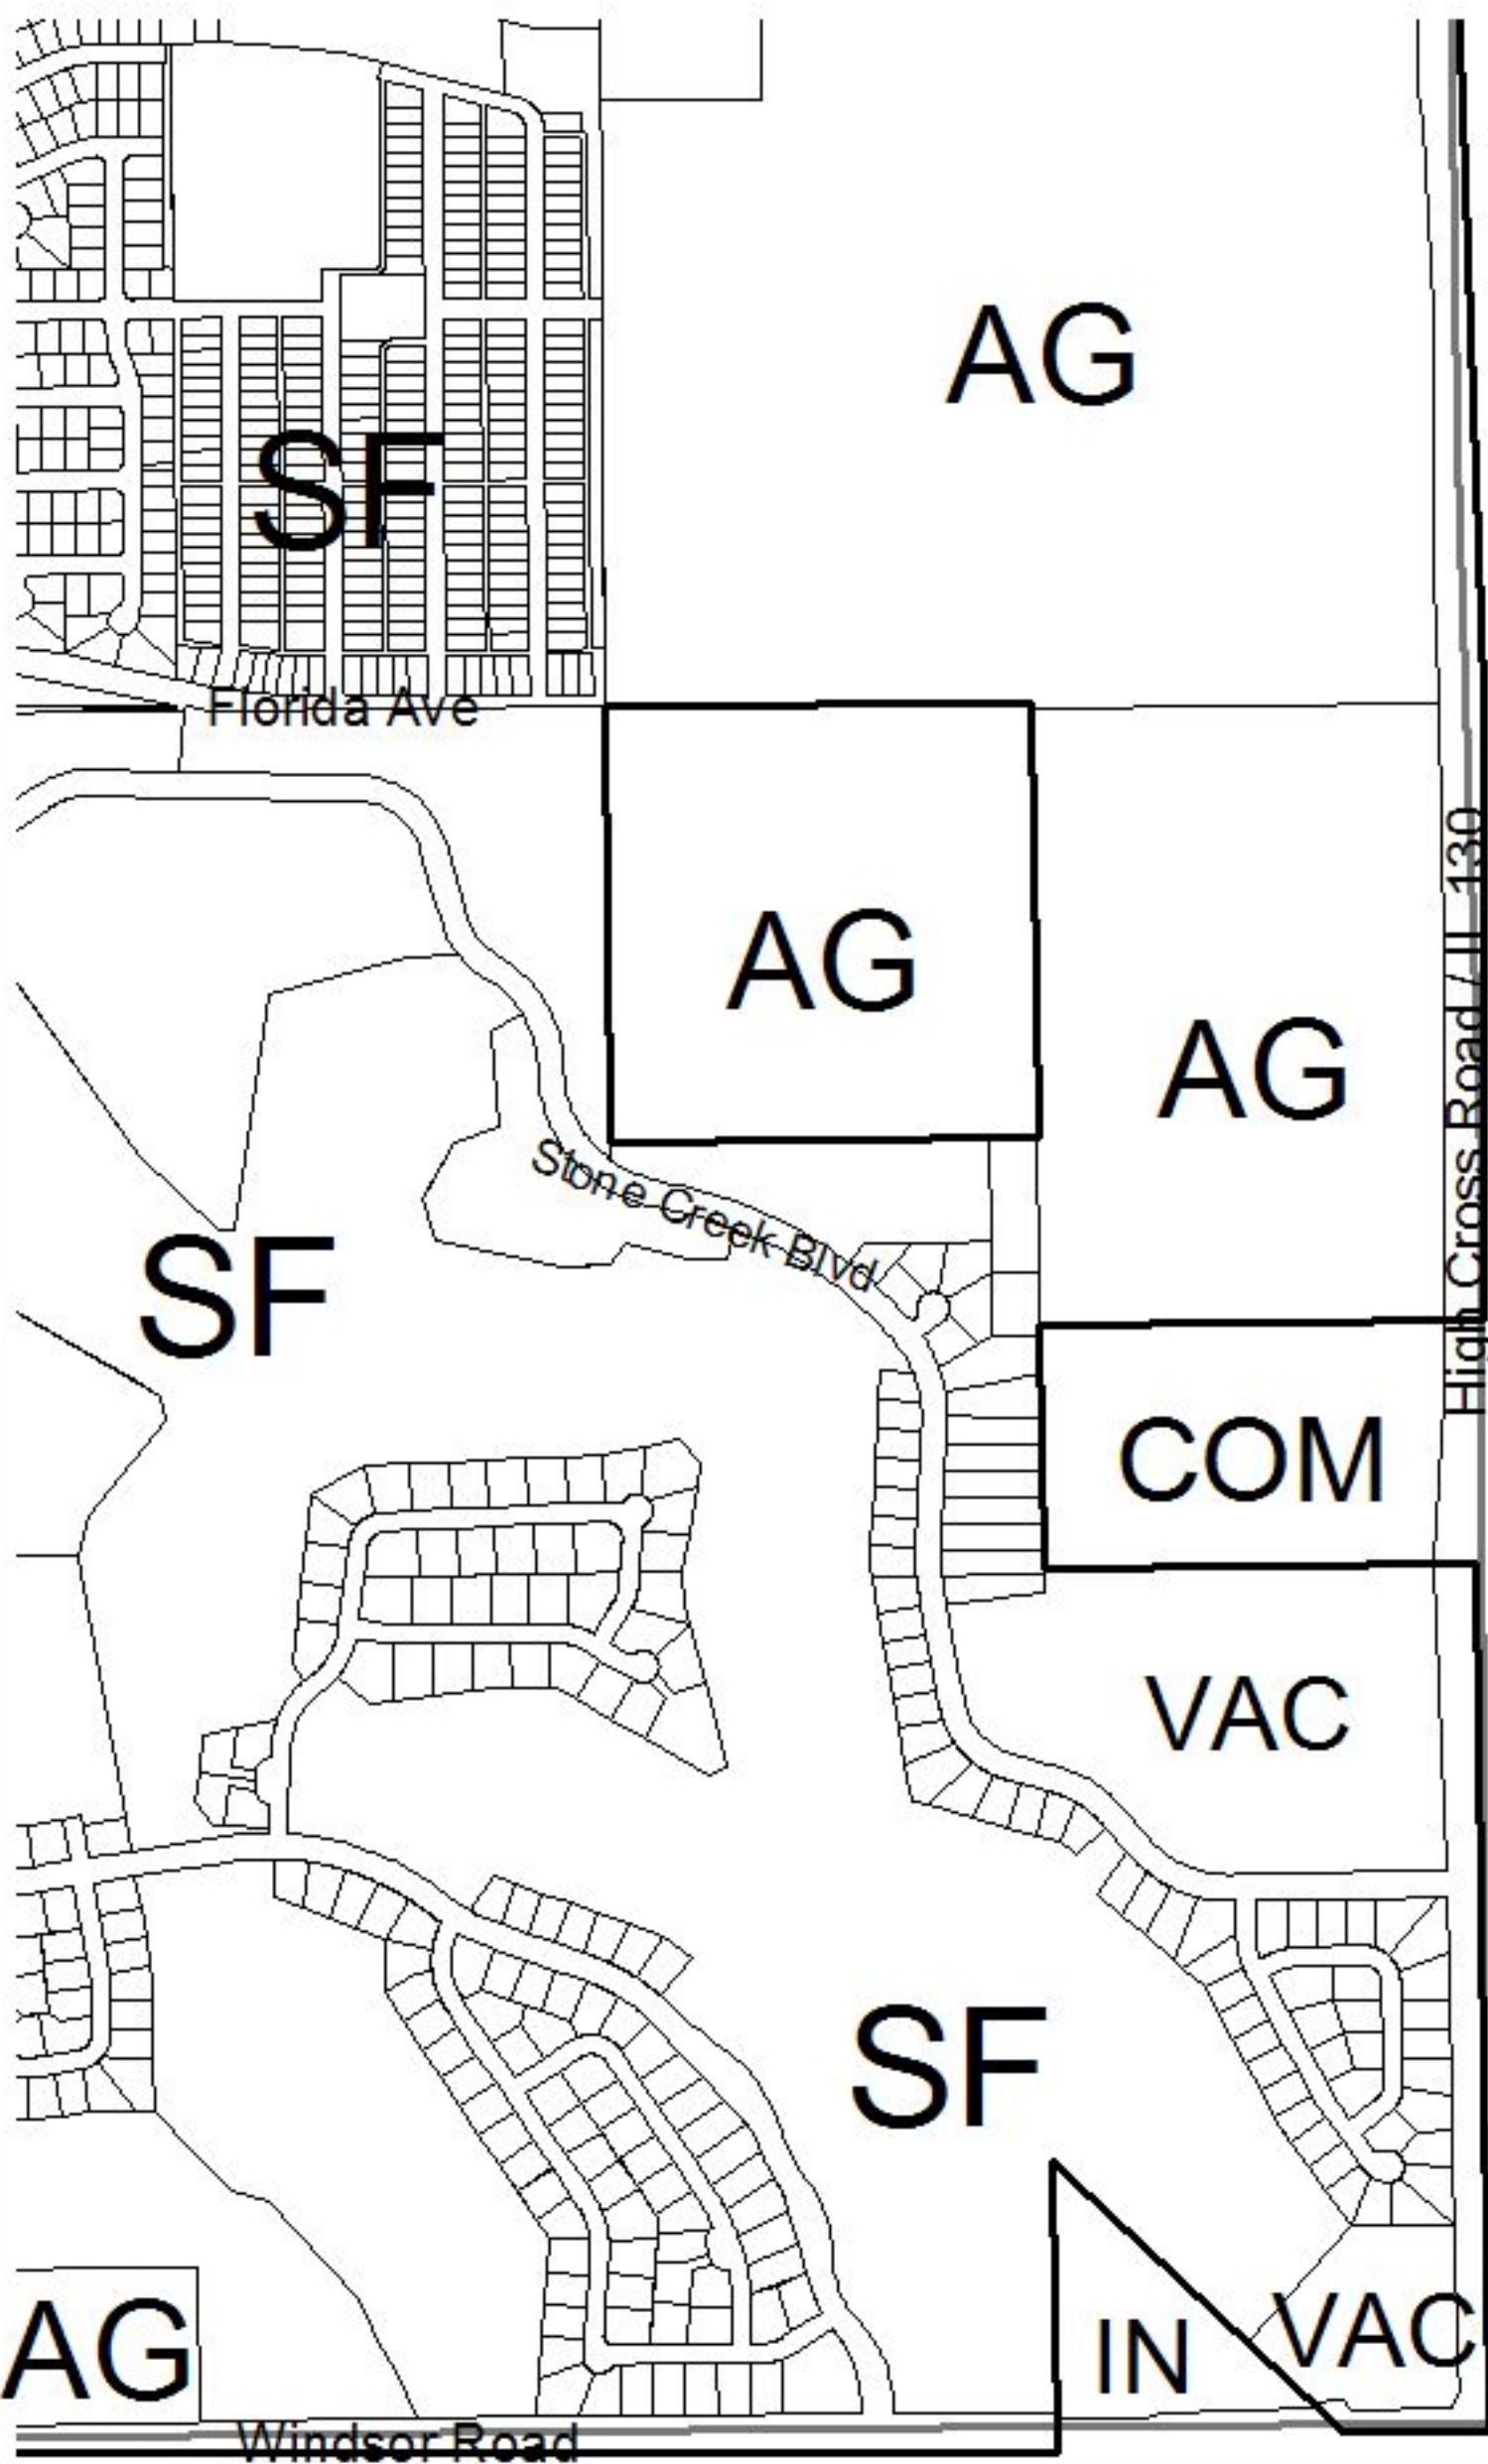 AG
SF
Florida Ave
AG
High Cross Road / IL 130
AG
Stone Creek Blvd
SF
COM
VAC
SF
IN
VAC
AG
Windsor Road